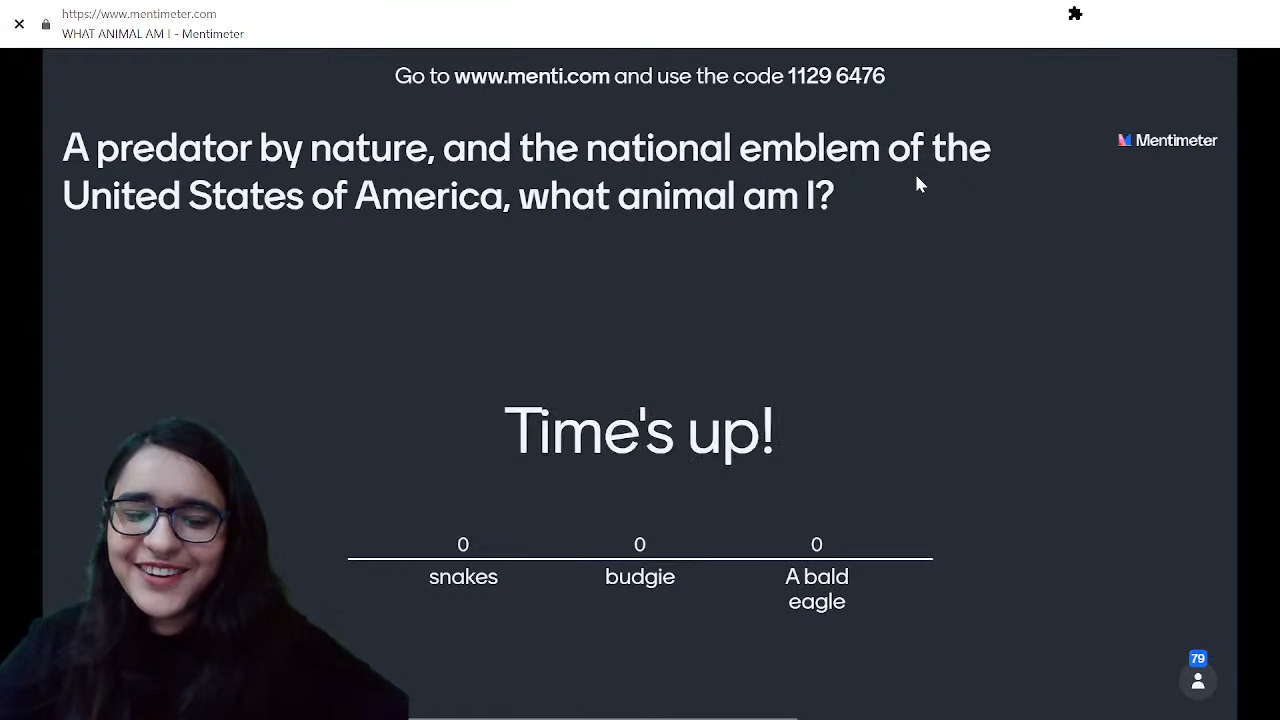 https://www.mentimeter.com
WHAT ANIMAL AM I - Mentimeter
Go to www.menti.com and use the code 1129 6476
A predator by nature, and the national emblem of the
United States of America, what animal am I?
Mentimeter
Time's up!
0 0 0
snakes budgie A bald
eagle
79